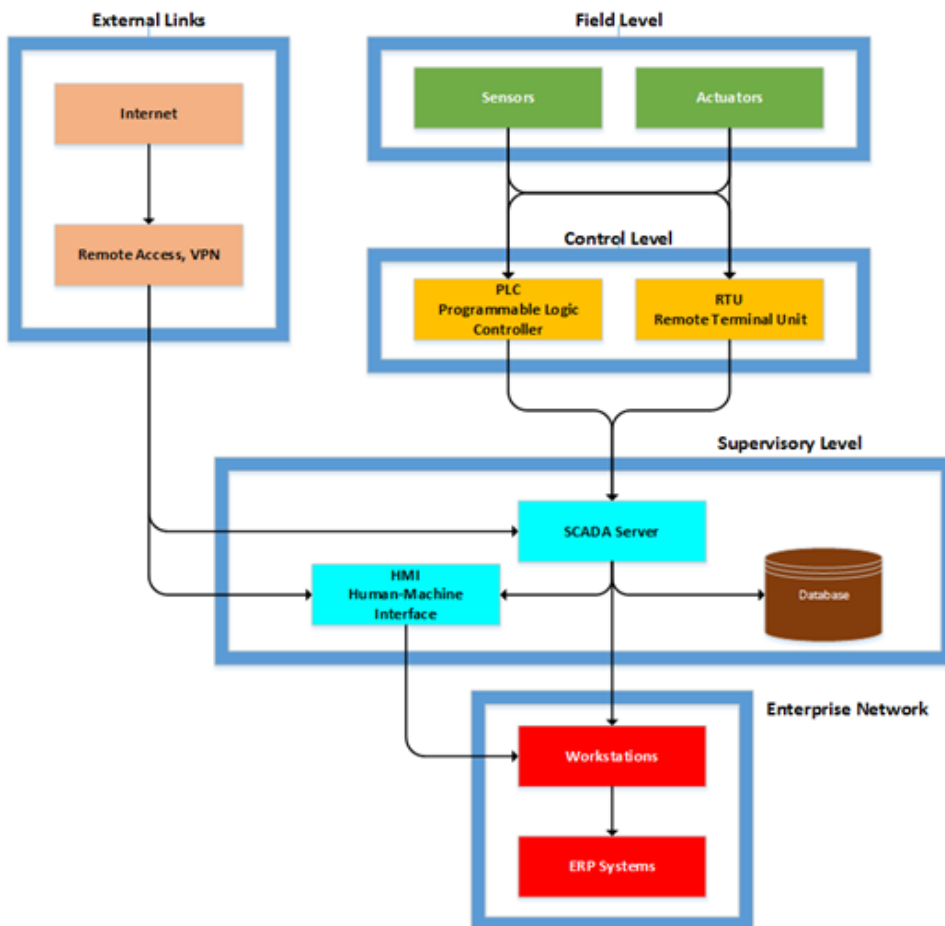 External Links
Field Level
Internet
Sensors
Actuators
Remote Access, VPN
Control Level
PLC
Programmable Logic
Controller
RTU
Remote Terminal Unit
Supervisory Level
SCADA Server
HMI
Human-Machine
Interface
Database
Enterprise Network
Workstations
ERP Systems